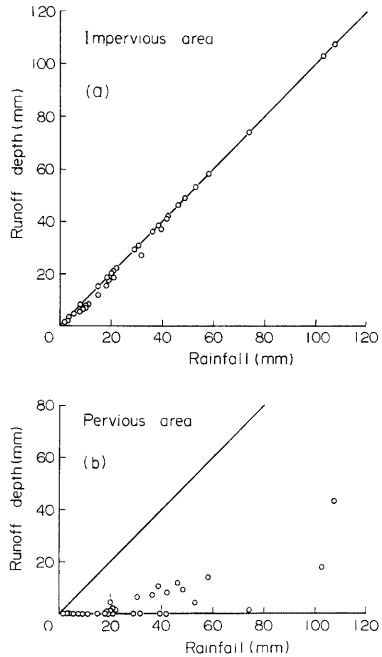 120
Impervious area
100
(a)
80
60
40
20
0
20 40 60 80 100 120
Runoff depth (mm)
Rainfall (mm)
80
Pervious area
60
(b)
40
20
0
20 40 60 80 100 120
Runoff depth (mm)
Rainfall (mm)